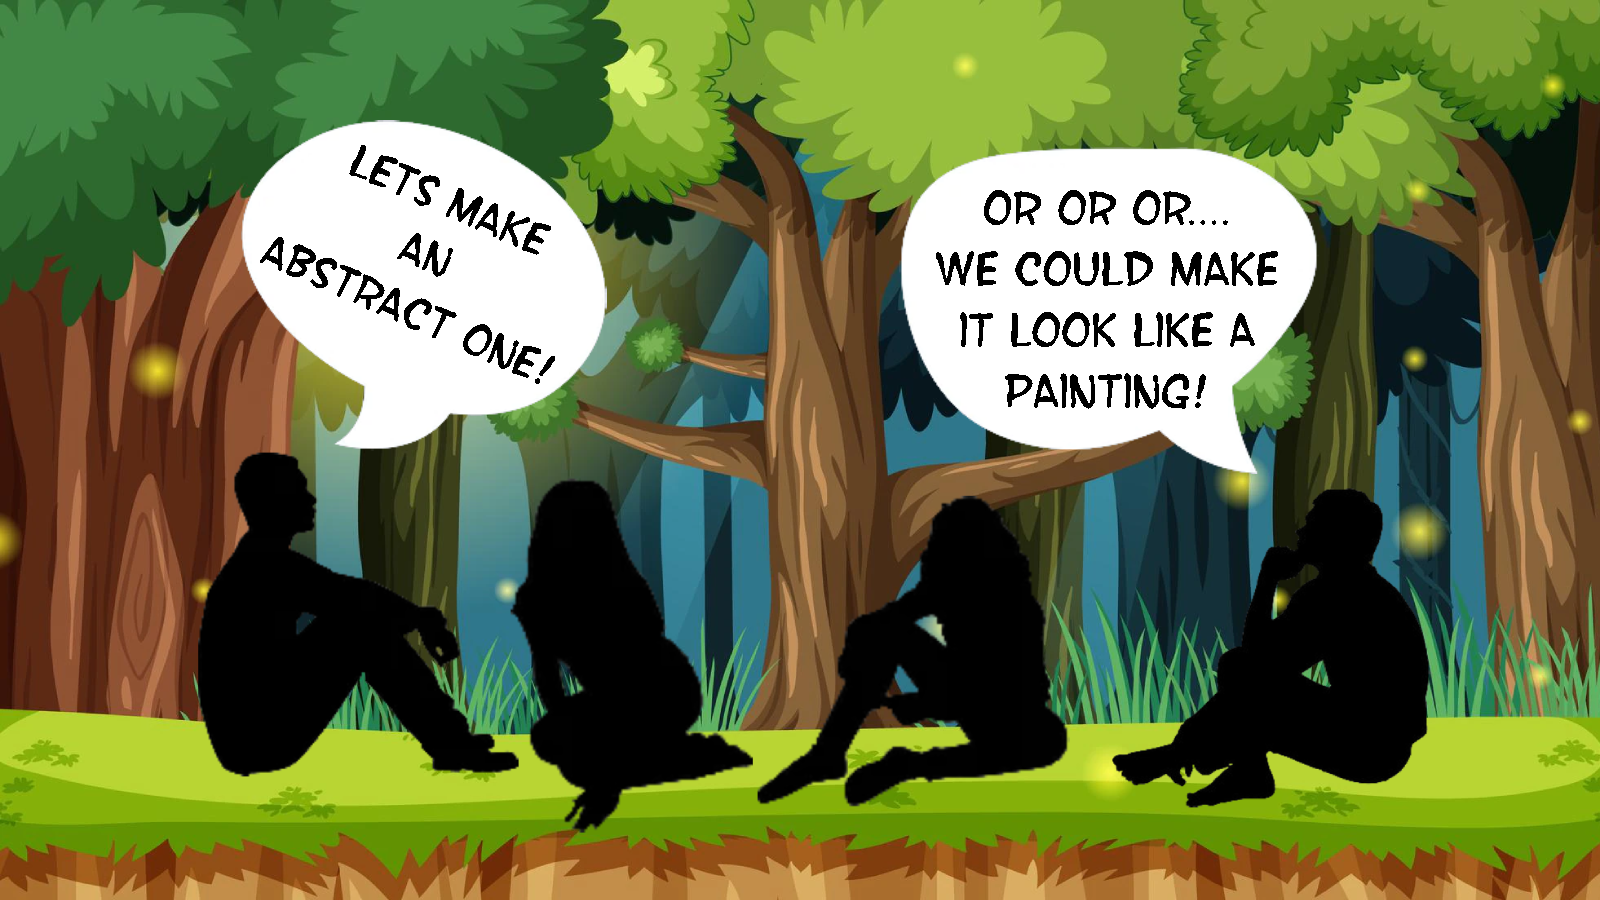 LETS MAKE
AN
ABSTRACT ONE!
OR OR OR....
WE COULD MAKE
IT LOOK LIKE A
PAINTING!